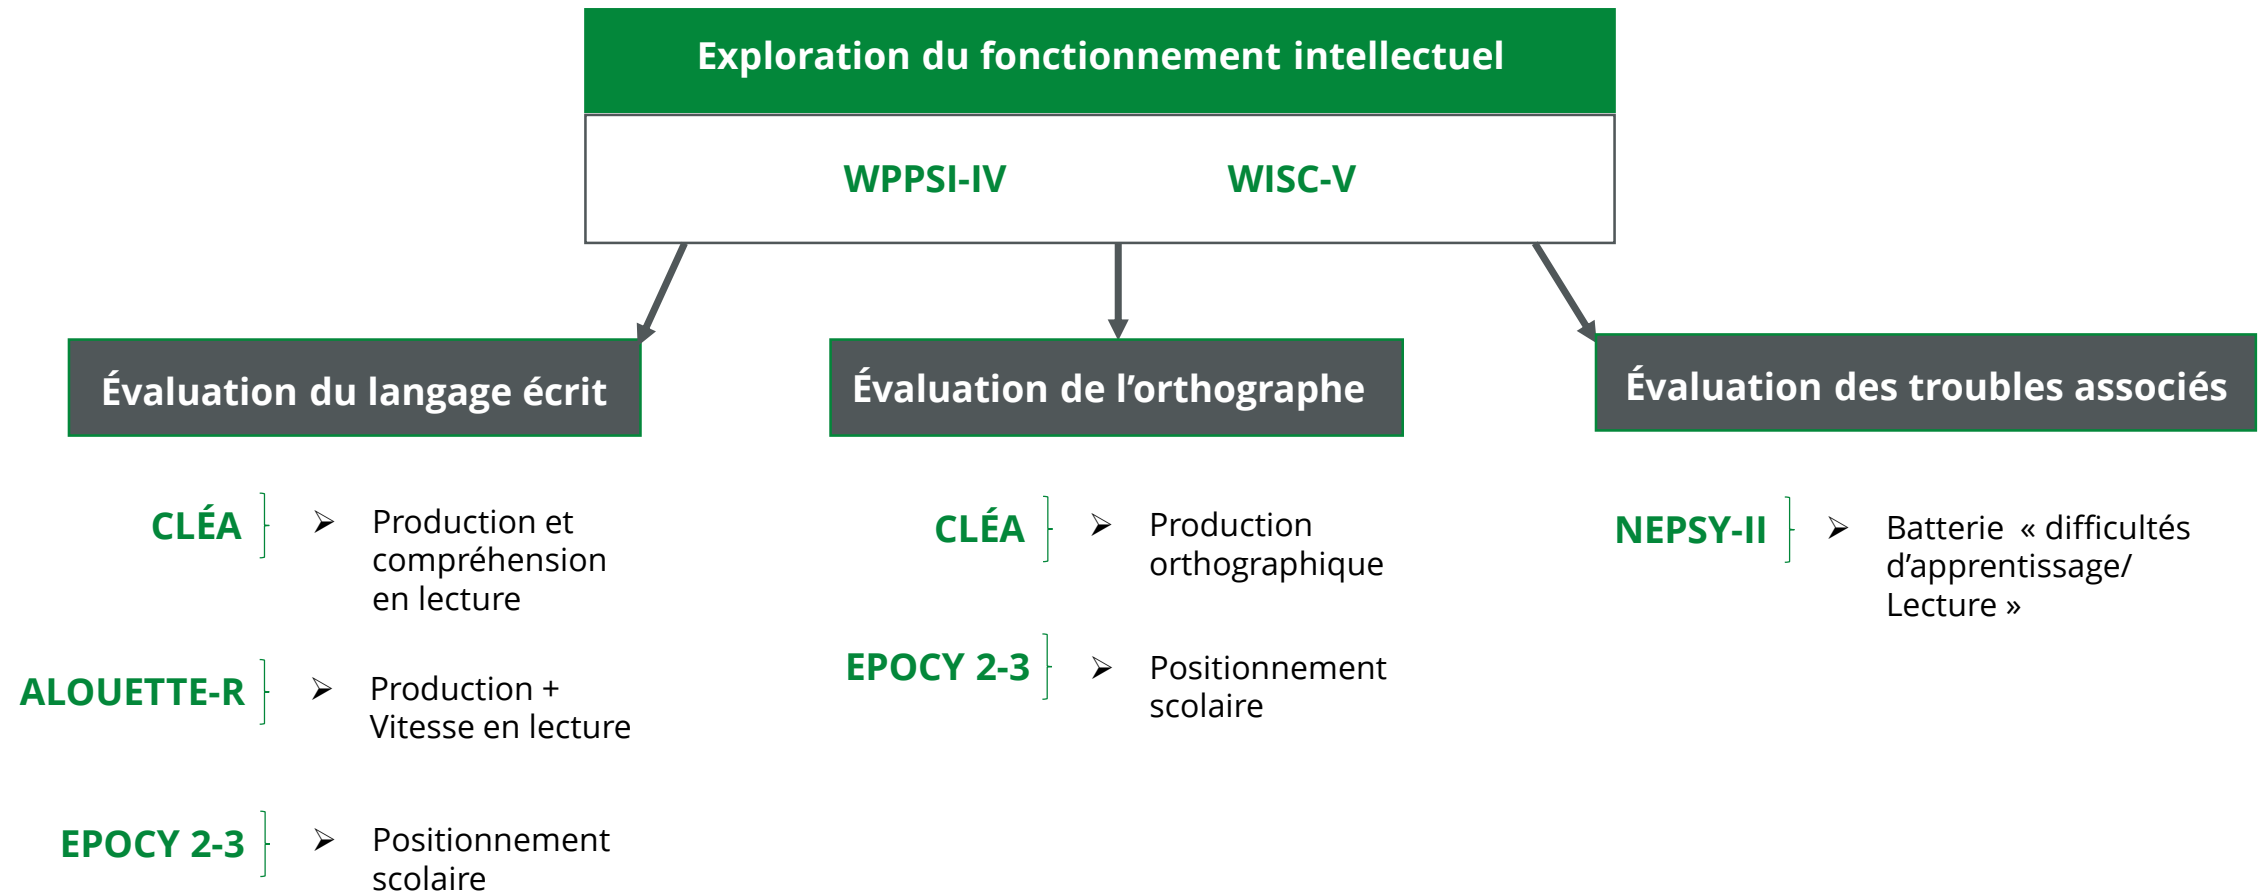 Exploration du fonctionnement intellectuel
WPPSI-IV
WISC-V
Évaluation du langage écrit
CLÉA
Production et
compréhension
en lecture
ALOUETTE-R
Production +
Vitesse en lecture
EPOCY 2-3
Positionnement
scolaire
Évaluation de l’orthographe
CLÉA
Production
orthographique
EPOCY 2-3
Positionnement
scolaire
Évaluation des troubles associés
NEPSY-II
Batterie « difficultés
d’apprentissage/
Lecture »